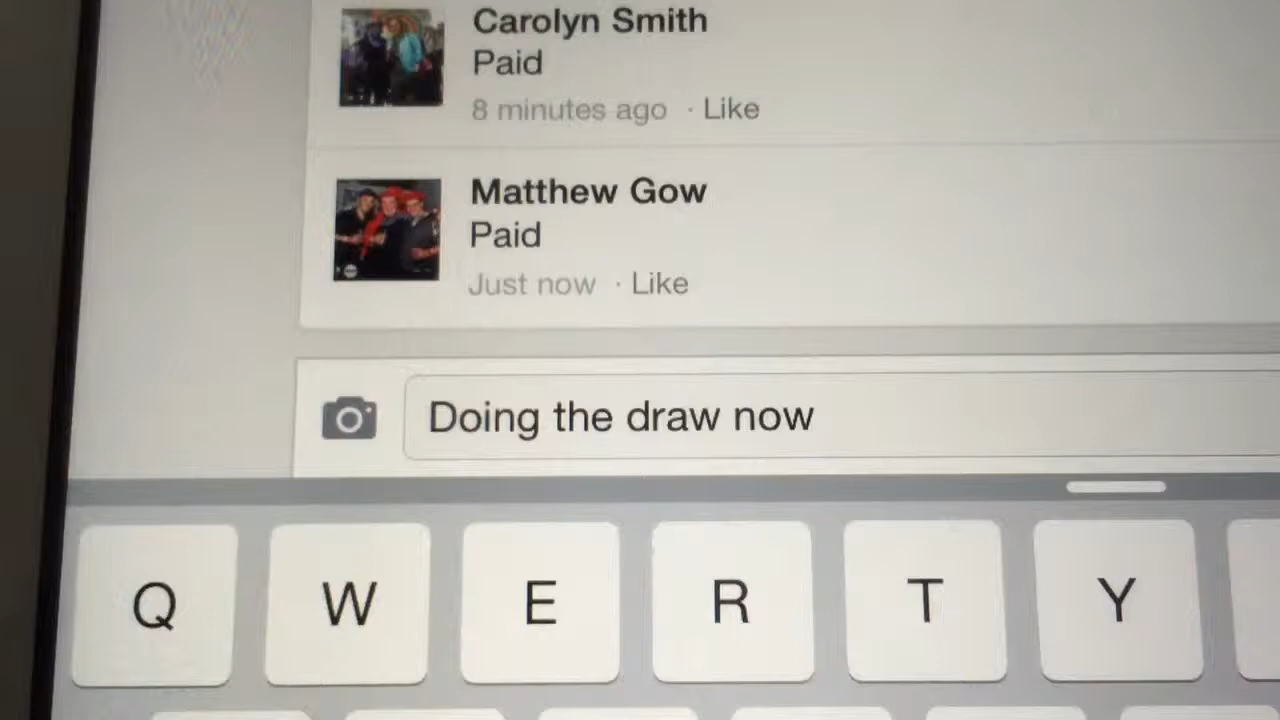 Carolyn Smith
Paid
8 minutes ago · Like
Matthew Gow
Paid
Just now · Like
Doing the draw now
Q W E R T Y